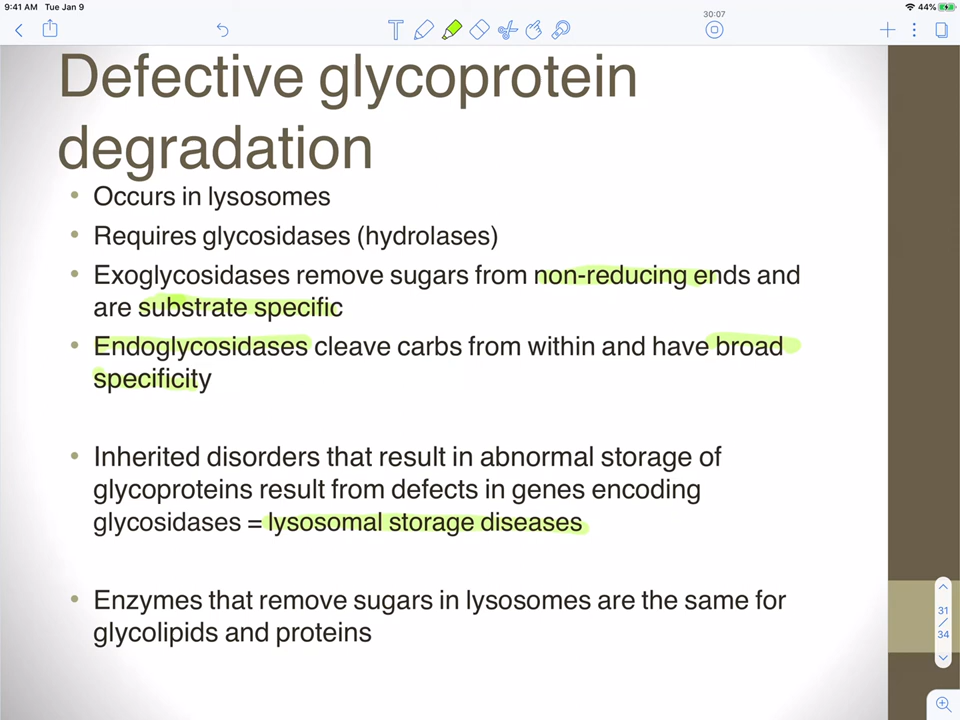 9:41 AM Tue Jan 9
44%
30:07
Defective glycoprotein
degradation
• Occurs in lysosomes
• Requires glycosidases (hydrolases)
• Exoglycosidases remove sugars from non-reducing ends and
are substrate specific
• Endoglycosidases cleave carbs from within and have broad
specificity
• Inherited disorders that result in abnormal storage of
glycoproteins result from defects in genes encoding
glycosidases = lysosomal storage diseases
• Enzymes that remove sugars in lysosomes are the same for
glycolipids and proteins
31
/
34